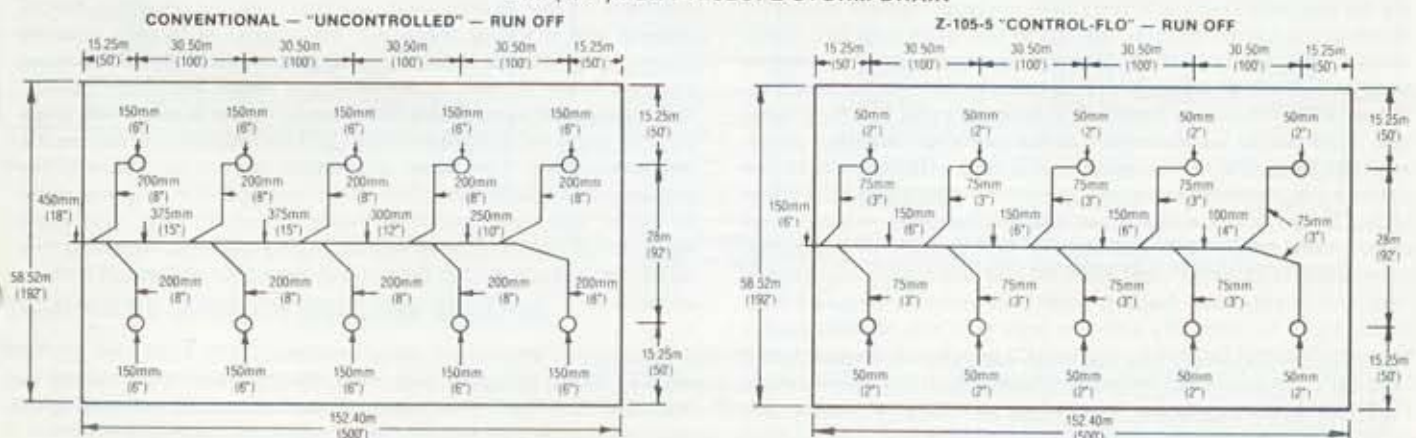 CONVENTIONAL — "UNCONTROLLED" — RUN OFF
15.25m 30.50m 30.50m 30.50m 30.50m 15.25m
(50') (100') (100') (100') (100') (50')
150mm 150mm 150mm 150mm 150mm
(6") (6") (6") (6") (6")
15.25m
(50')
200mm 200mm 200mm 200mm 200mm
(8") (8") (8") (8") (8")
450mm
(18")
375mm 375mm 300mm 250mm
(15") (15") (12") (10")
28m
(92')
58.52m
(192')
200mm 200mm 200mm 200mm 200mm
(8") (8") (8") (8")
15.25m
(50')
150mm 150mm 150mm 150mm 150mm
(6") (6") (6") (6") (6")
152.40m
(500')
Z-105-5 "CONTROL-FLO" — RUN OFF
15.25m 30.50m 30.50m 30.50m 30.50m 15.25m
(50') (100') (100') (100') (100') (50')
50mm 50mm 50mm 50mm 50mm
(2") (2") (2") (2") (2")
15.25m
(50')
75mm 75mm 75mm 75mm
(3") (3") (3") (3")
75mm
(3")
150mm
(6")
150mm 150mm 150mm 100mm
(6") (6") (6") (4")
28m
(92')
58.52m
(192')
75mm 75mm 75mm 75mm
(3") (3") (3") (3")
15.25m
(50')
50mm 50mm 50mm 50mm 50mm
(2") (2") (2") (2") (2")
152.40m
(500')